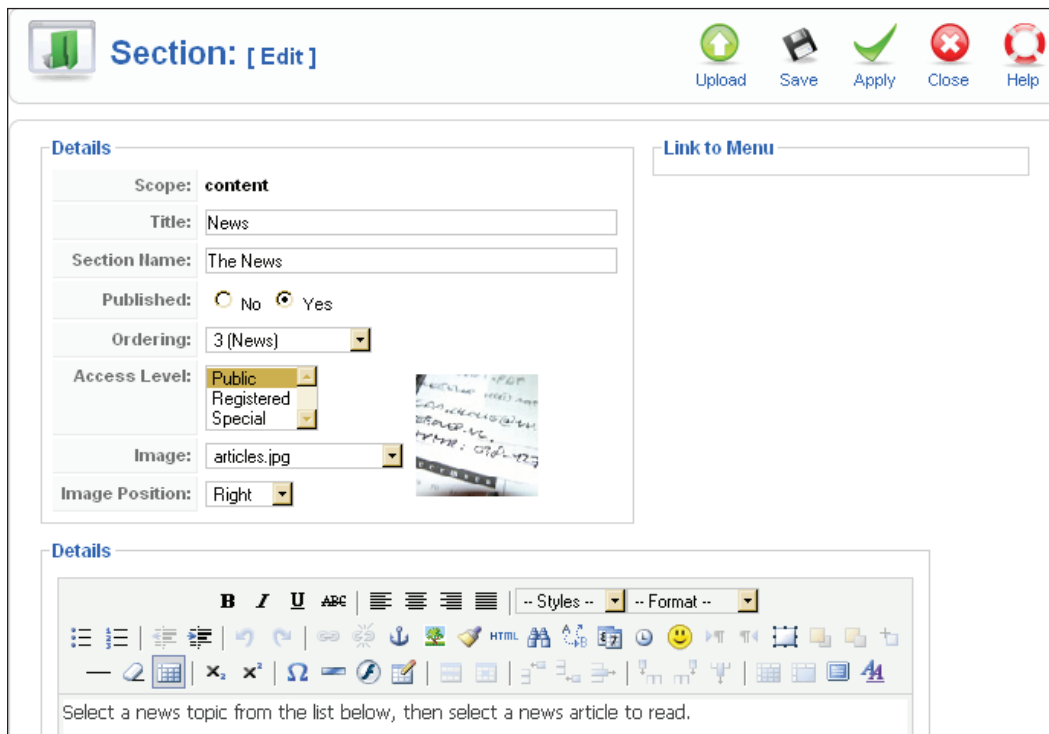 Section: [ Edit ]
Upload Save Apply Close Help
Details
Scope: content
Title: News
Section Name: The News
Published: No Yes
Ordering: 3 (News)
Access Level: Public
Registered
Special
Image: articles.jpg
Image Position: Right
Link to Menu
Details
B I U ABC -- Styles -- -- Format --
HTML
Select a news topic from the list below, then select a news article to read.